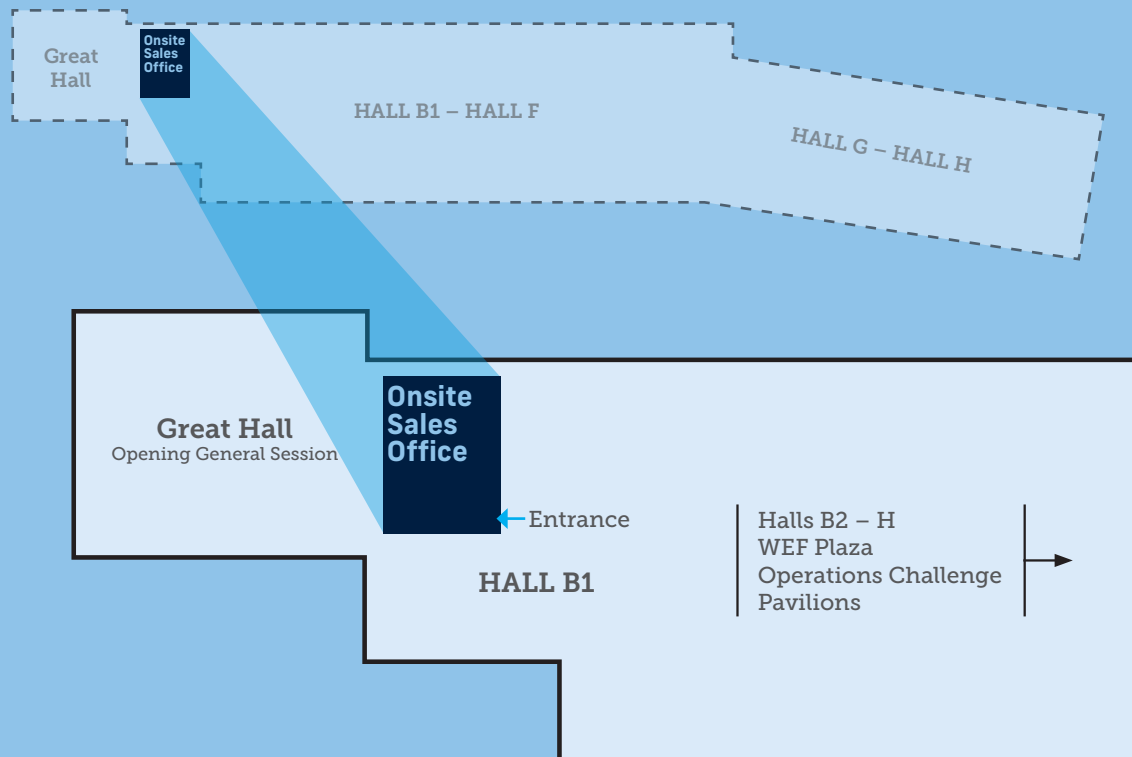 Great
Hall
Onsite
Sales
Office
HALL B1 – HALL F
HALL G – HALL H
Great Hall
Opening General Session
Onsite
Sales
Office
Entrance
HALL B1
Halls B2 – H
WEF Plaza
Operations Challenge
Pavilions